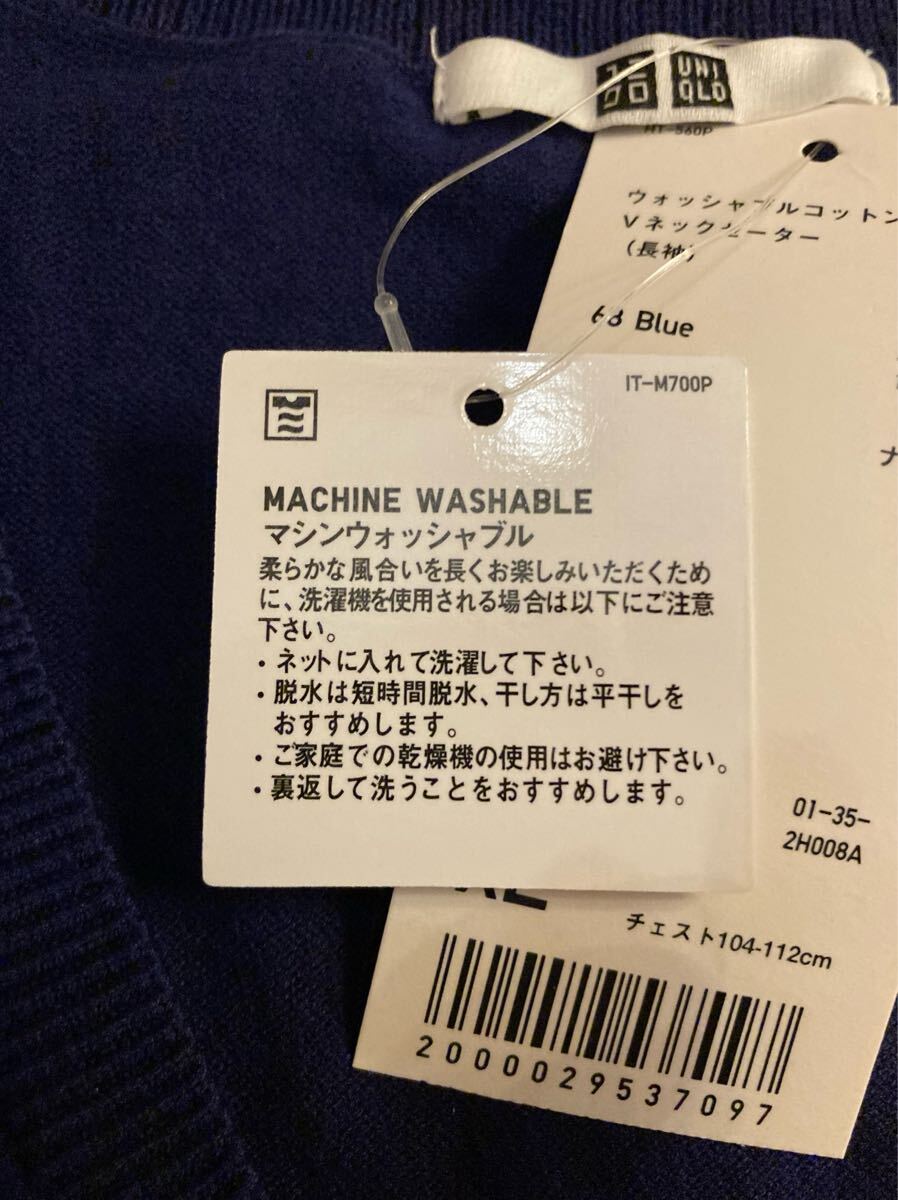 UNI
QLO
HT-560P
ウォッシャブルコットン
Vネックセーター
(長袖)
68 Blue
IT-M700P
MACHINE WASHABLE
マシンウォッシャブル
柔らかな風合いを長くお楽しみいただくため
に、洗濯機を使用される場合は以下にご注意
下さい。
・ネットに入れて洗濯して下さい。
・脱水は短時間脱水、干し方は平干しを
おすすめします。
・ご家庭での乾燥機の使用はお避け下さい。
・裏返して洗うことをおすすめします。
ナ
01-35-
2H008A
XL
チェスト104-112cm
2000029537097